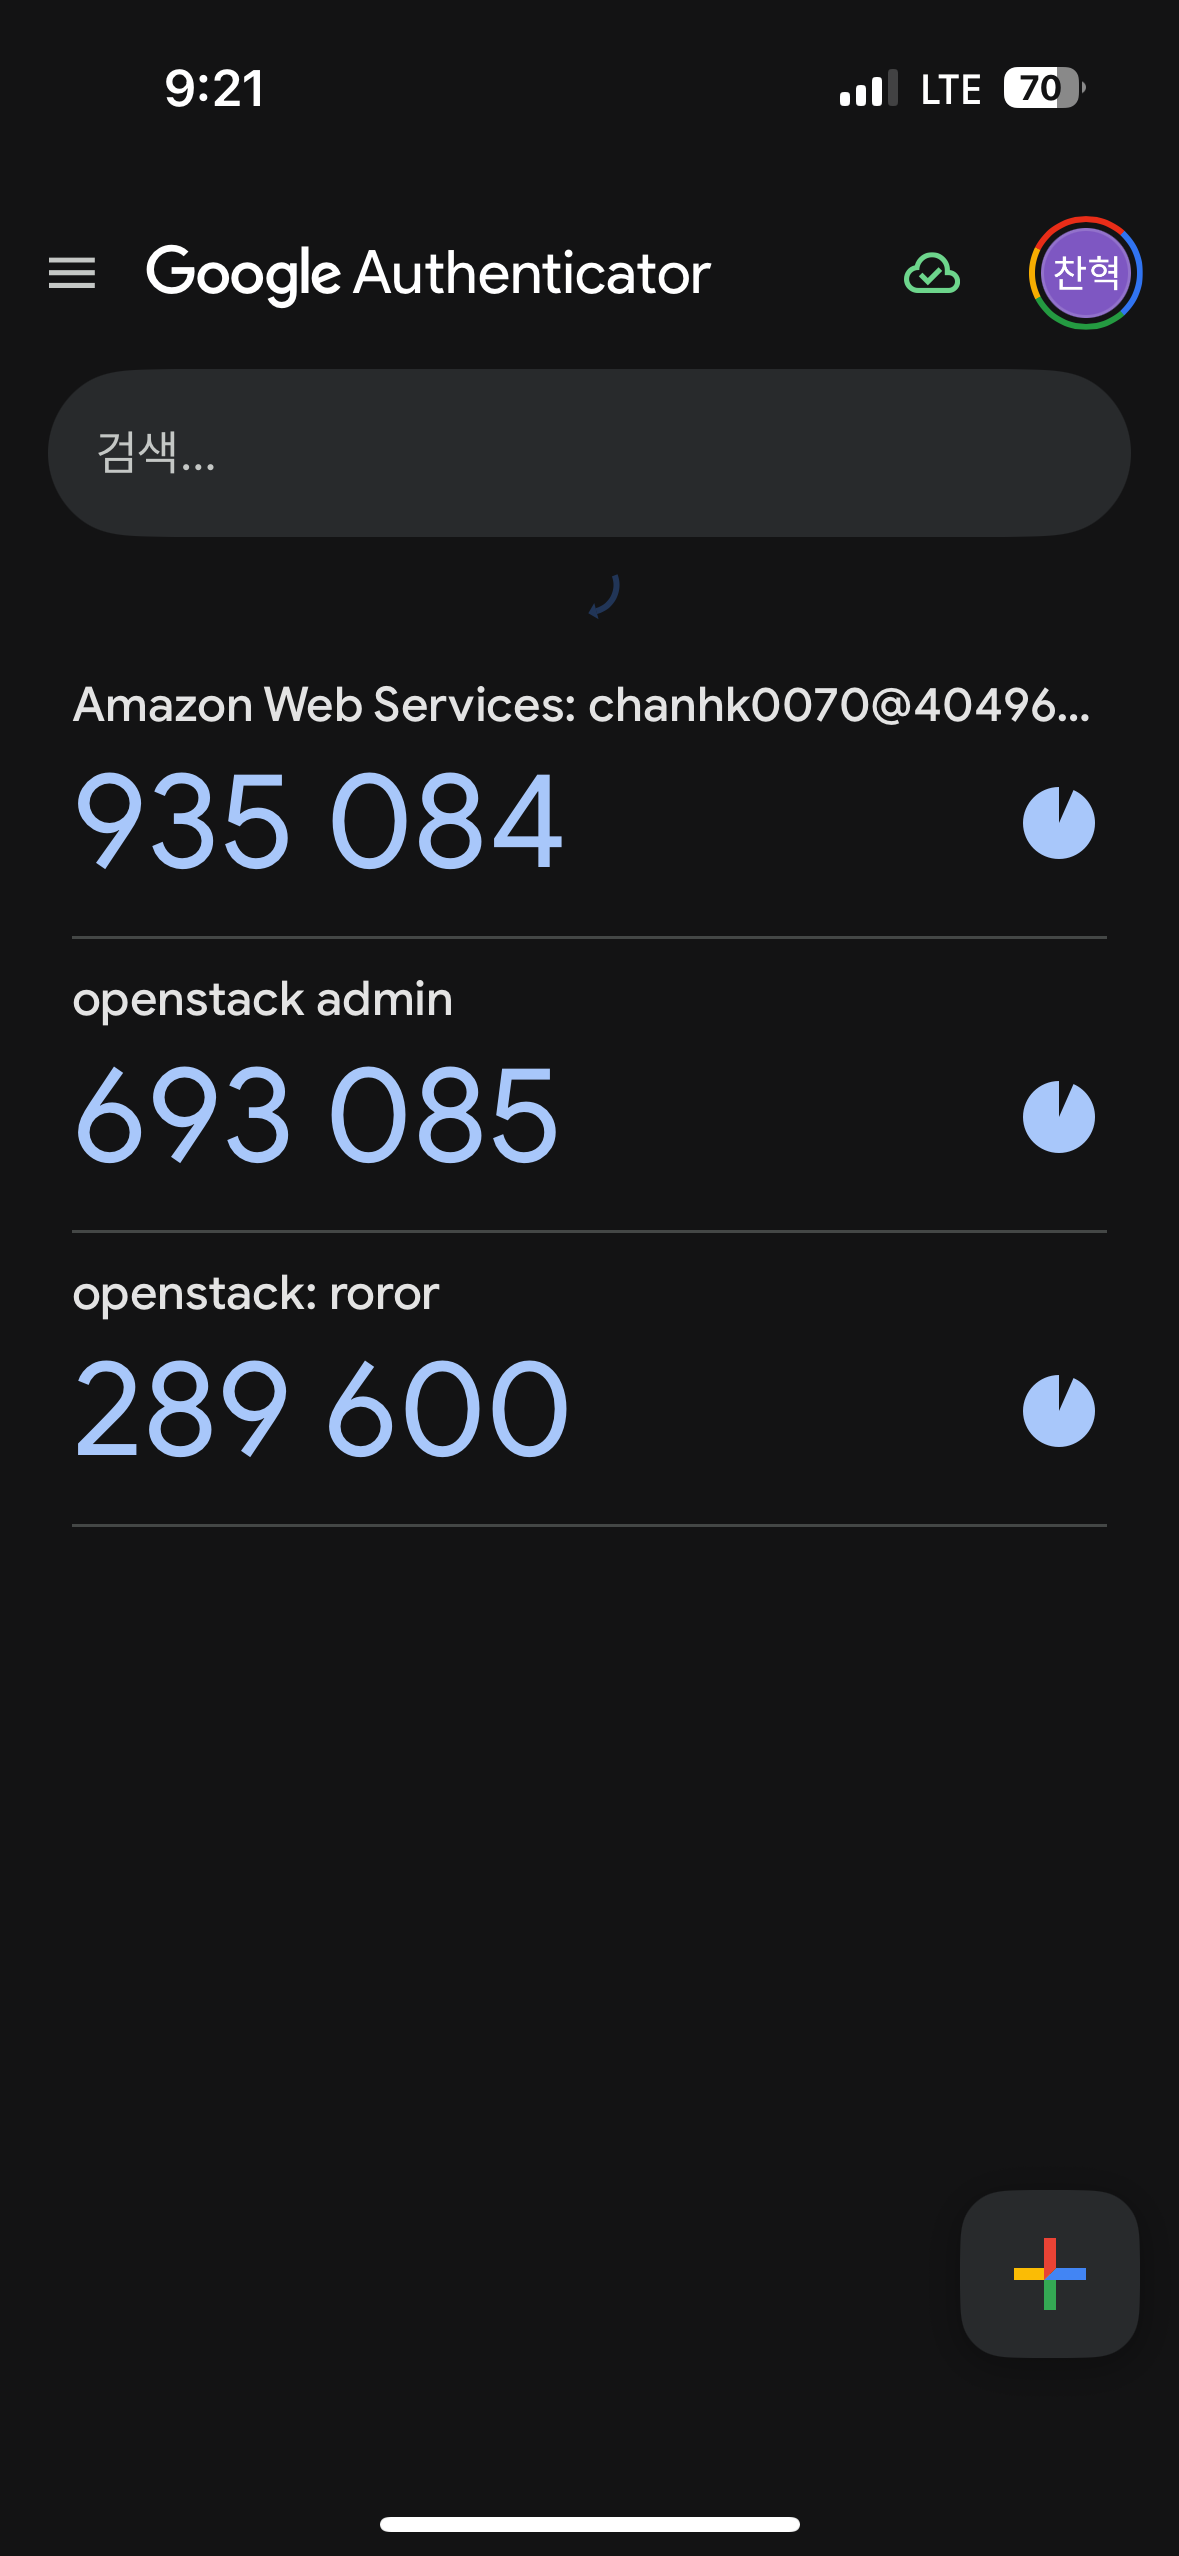 9:21
LTE
70
Google Authenticator
찬혁
검색...
Amazon Web Services: chanhk0070@40496...
935 084
openstack admin
693 085
openstack: roror
289 600